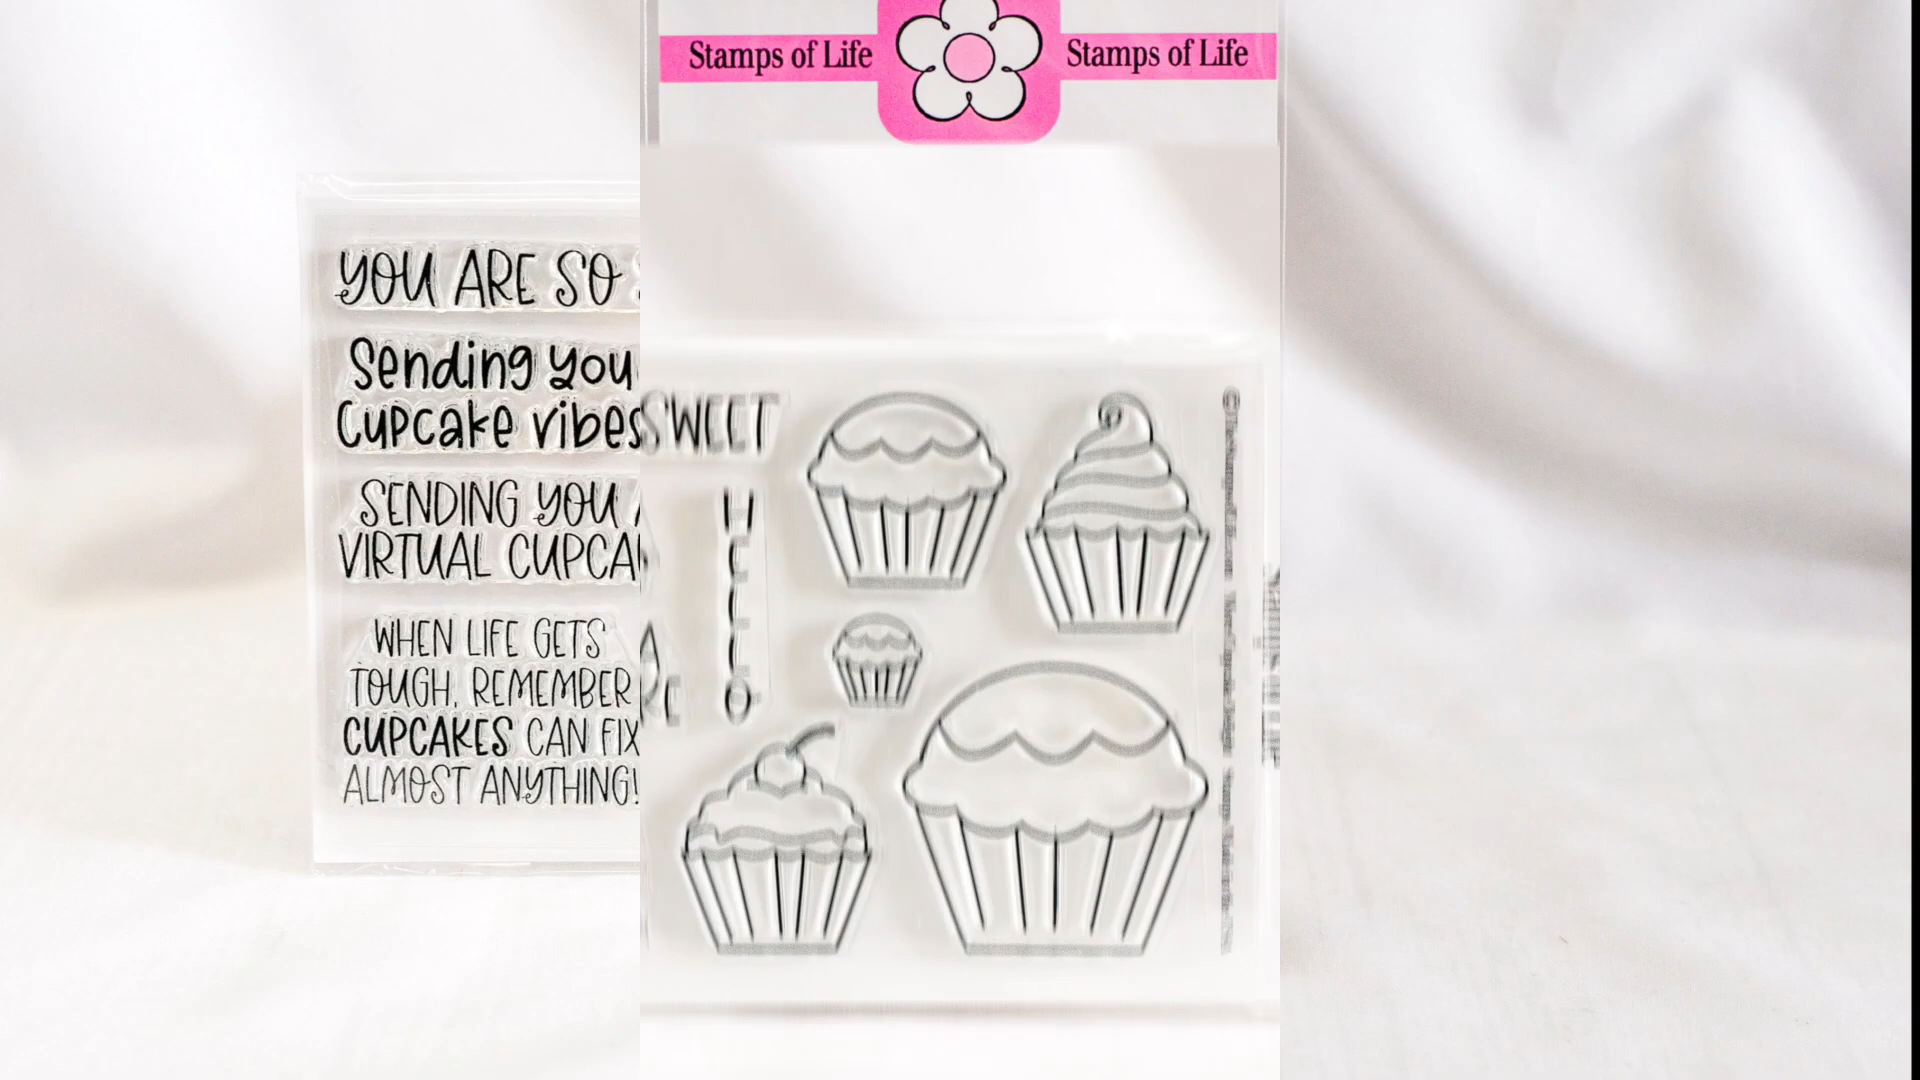 Stamps of Life Stamps of Life
YOU ARE SO
Sending you
Cupcake vibes
SENDING YOU
VIRTUAL CUPCA
WHEN LIFE GETS
TOUGH, REMEMBER
CUPCAKES CAN FIX
ALMOST ANYTHING!
SWEET
HELLO